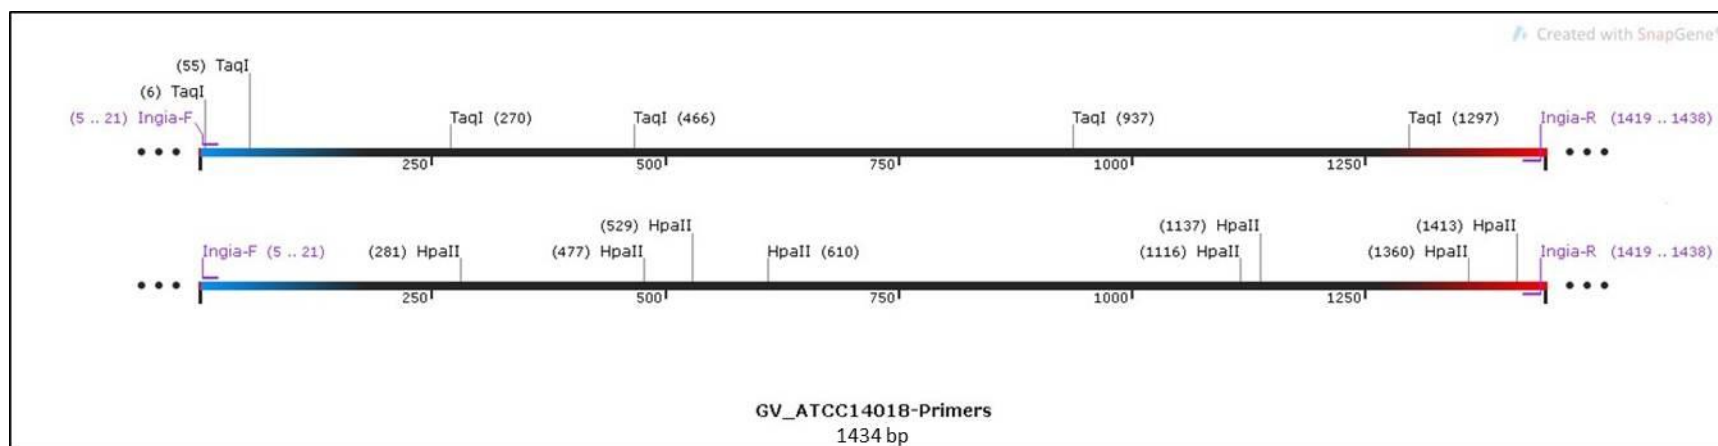 Created with SnapGene®
(55) TaqI
(6) TaqI
(5 .. 21) Ingia-F TaqI (270) TaqI (466) TaqI (937) TaqI (1297) Ingia-R (1419 .. 1438)
250 500 750 1000 1250
(529) HpaII (1137) HpaII (1413) HpaII
Ingia-F (5 .. 21) (281) HpaII (477) HpaII HpaII (610) (1116) HpaII (1360) HpaII Ingia-R (1419 .. 1438)
250 500 750 1000 1250
GV_ATCC14018-Primers
1434 bp